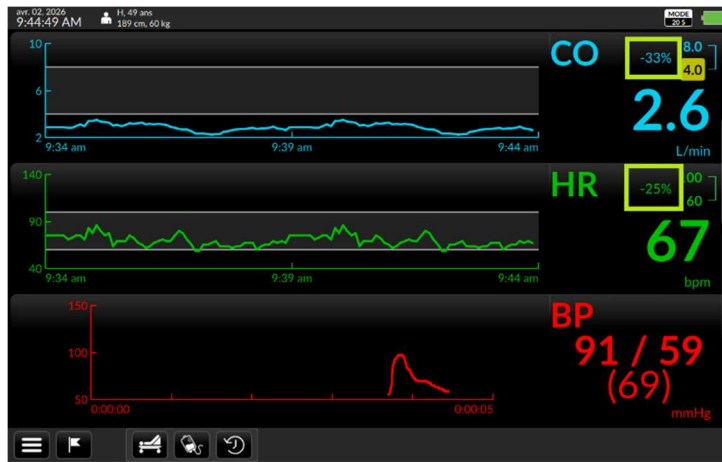 avr. 02, 2026
9:44:49 AM
H, 49 ans
189 cm, 60 kg
MODE
20 S
10
6
2
9:34 am
9:39 am
9:44 am
CO
-33%
8.0
4.0
2.6
L/min
140
90
40
9:34 am
9:39 am
9:44 am
HR
-25%
60
67
bpm
150
100
50
0:00:00
0:00:05
BP
91 / 59
(69)
mmHg